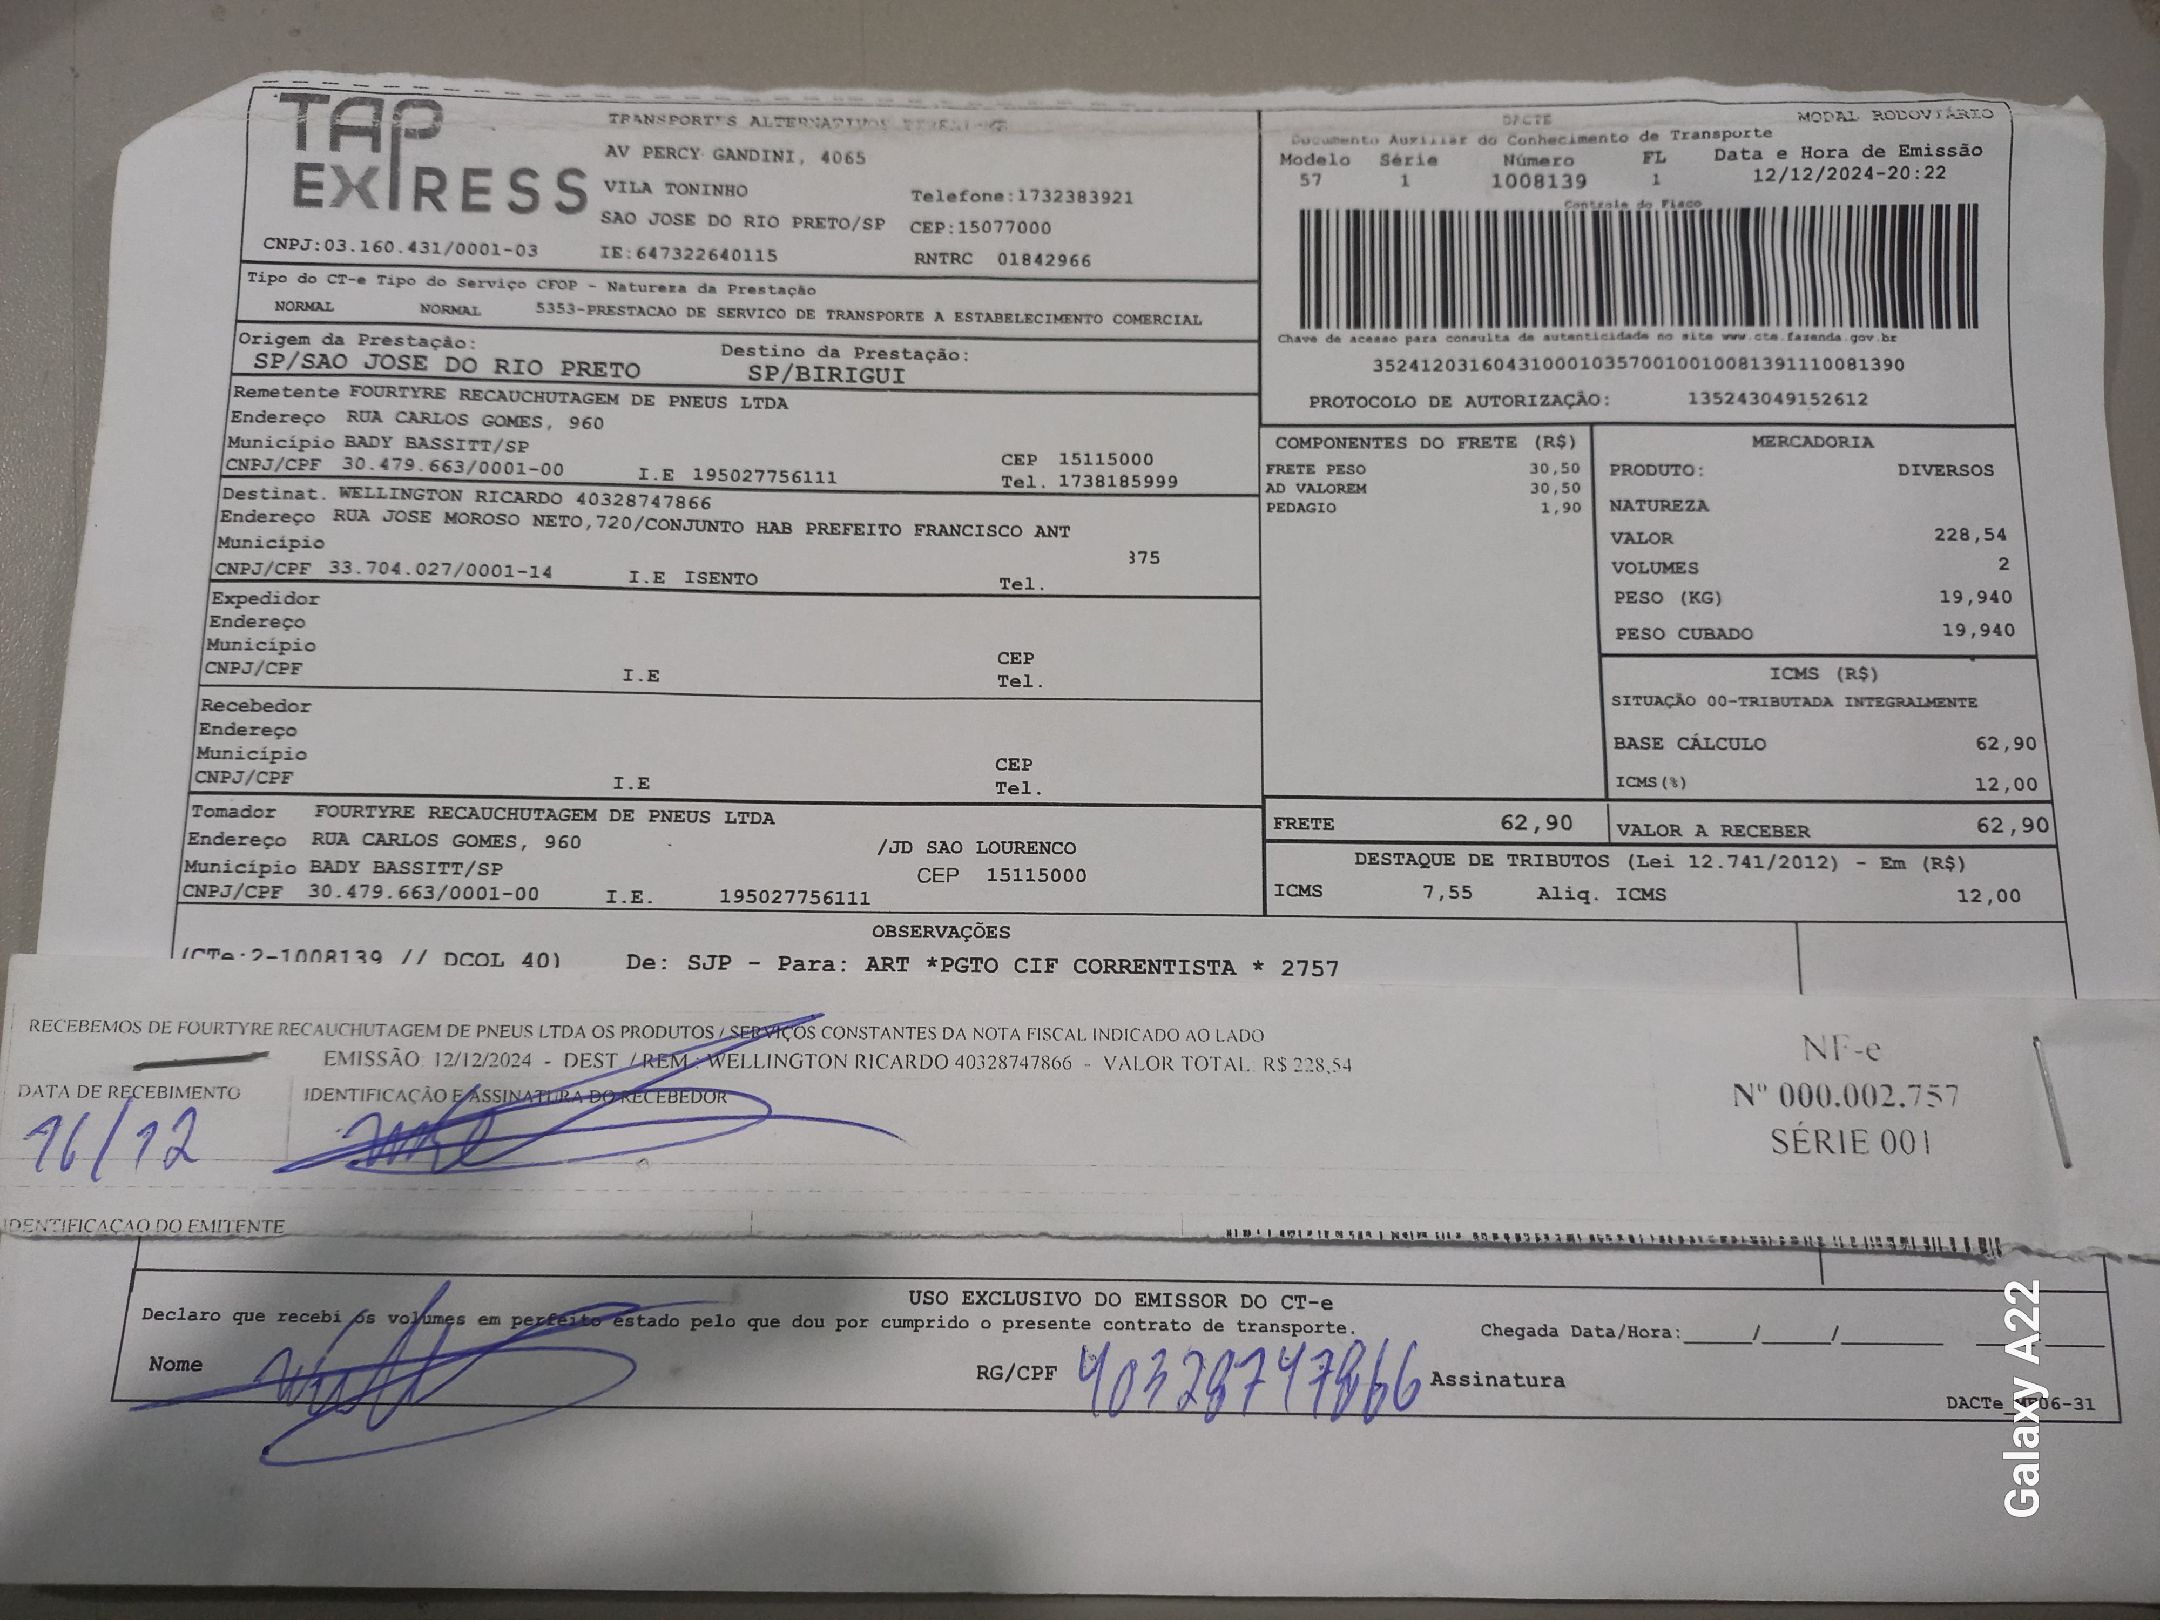 TAP EXPRESS
TRANSPORTES ALTERNATIVOS
AV PERCY GANDINI, 4065
VILA TONINHO
Telefone:1732383921
SAO JOSE DO RIO PRETO/SP CEP:15077000
CNPJ:03.160.431/0001-03 IE:647322640115 RNTRC 01842966
DACTE MODAL RODOVIÁRIO
Documento Auxiliar do Conhecimento de Transporte
Modelo Série Número FL Data e Hora de Emissão
57 1 1008139 1 12/12/2024-20:22
Controle do Fisco
Chave de acesso para consulta de autenticidade no site www.cte.fazenda.gov.br
35241203160431000103570010010081391110081390
PROTOCOLO DE AUTORIZAÇÃO: 135243049152612
Tipo do CT-e Tipo do Serviço CFOP - Natureza da Prestação
NORMAL NORMAL 5353-PRESTACAO DE SERVICO DE TRANSPORTE A ESTABELECIMENTO COMERCIAL
Origem da Prestação: Destino da Prestação:
SP/SAO JOSE DO RIO PRETO SP/BIRIGUI
Remetente FOURTYRE RECAUCHUTAGEM DE PNEUS LTDA
Endereço RUA CARLOS GOMES, 960
Município BADY BASSITT/SP CEP 15115000
CNPJ/CPF 30.479.663/0001-00 I.E 195027756111 Tel. 1738185999
Destinat. WELLINGTON RICARDO 40328747866
Endereço RUA JOSE MOROSO NETO,720/CONJUNTO HAB PREFEITO FRANCISCO ANT
Município 375
CNPJ/CPF 33.704.027/0001-14 I.E ISENTO Tel.
Expedidor
Endereço
Município CEP
CNPJ/CPF I.E Tel.
Recebedor
Endereço
Município CEP
CNPJ/CPF I.E Tel.
Tomador FOURTYRE RECAUCHUTAGEM DE PNEUS LTDA
Endereço RUA CARLOS GOMES, 960 /JD SAO LOURENCO
Município BADY BASSITT/SP CEP 15115000
CNPJ/CPF 30.479.663/0001-00 I.E. 195027756111
COMPONENTES DO FRETE (R$)
FRETE PESO 30,50
AD VALOREM 30,50
PEDAGIO 1,90
MERCADORIA
PRODUTO: DIVERSOS
NATUREZA
VALOR 228,54
VOLUMES 2
PESO (KG) 19,940
PESO CUBADO 19,940
ICMS (R$)
SITUAÇÃO 00-TRIBUTADA INTEGRALMENTE
BASE CÁLCULO 62,90
ICMS(%) 12,00
FRETE 62,90 VALOR A RECEBER 62,90
DESTAQUE DE TRIBUTOS (Lei 12.741/2012) - Em (R$)
ICMS 7,55 Aliq. ICMS 12,00
OBSERVAÇÕES
(CTe:2-1008139 // DCOL 40) De: SJP - Para: ART *PGTO CIF CORRENTISTA * 2757
RECEBEMOS DE FOURTYRE RECAUCHUTAGEM DE PNEUS LTDA OS PRODUTOS / SERVIÇOS CONSTANTES DA NOTA FISCAL INDICADO AO LADO
EMISSÃO: 12/12/2024 - DEST. / REM.: WELLINGTON RICARDO 40328747866 - VALOR TOTAL: R$ 228,54
DATA DE RECEBIMENTO IDENTIFICAÇÃO E ASSINATURA DO RECEBEDOR
16/12
NF-e
Nº 000.002.757
SÉRIE 001
IDENTIFICAÇAO DO EMITENTE
USO EXCLUSIVO DO EMISSOR DO CT-e
Declaro que recebi os volumes em perfeito estado pelo que dou por cumprido o presente contrato de transporte. Chegada Data/Hora:____/____/______
Nome RG/CPF 40328747866 Assinatura
DACTe 06-31
Galaxy A22